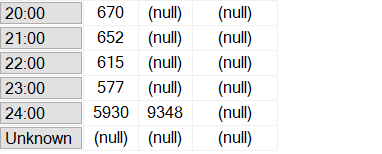 20:00 670 (null) (null)
21:00 652 (null) (null)
22:00 615 (null) (null)
23:00 577 (null) (null)
24:00 5930 9348 (null)
Unknown (null) (null) (null)